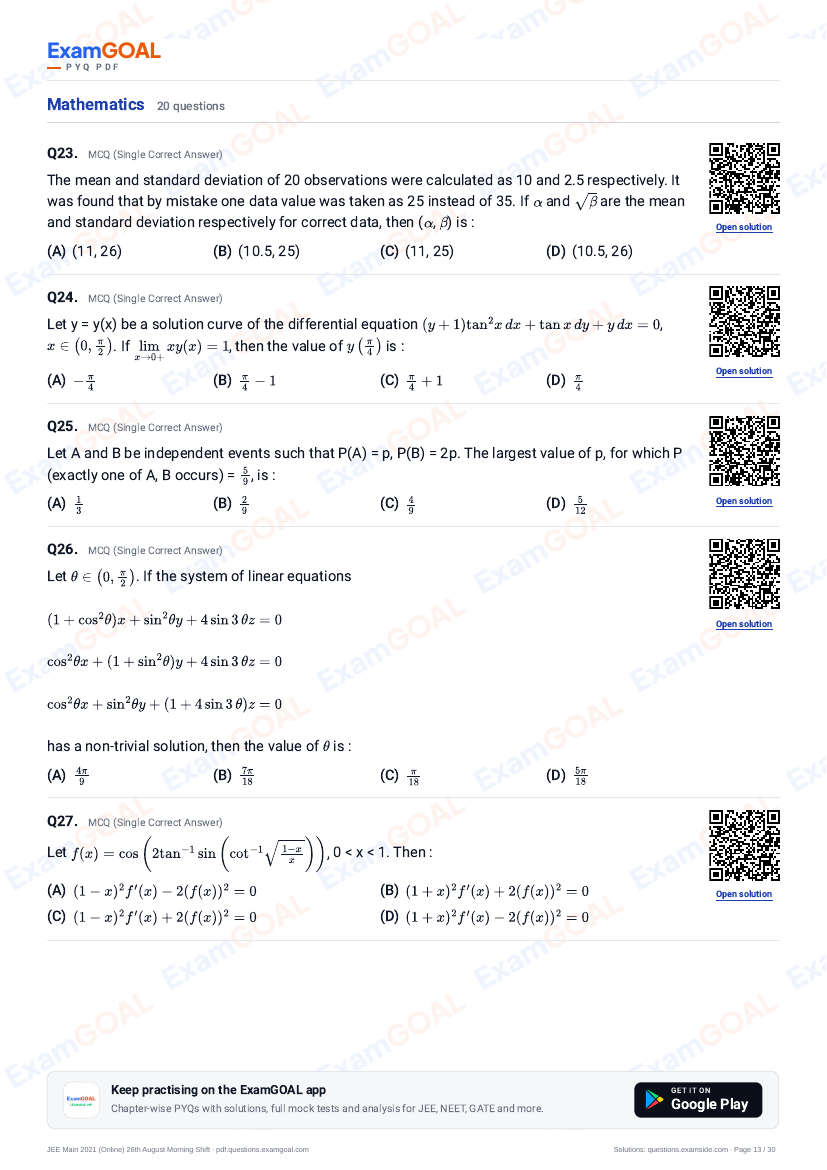 ExamGOAL
PYQ PDF
Mathematics 20 questions
Q23. MCQ (Single Correct Answer)
The mean and standard deviation of 20 observations were calculated as 10 and 2.5 respectively. It
was found that by mistake one data value was taken as 25 instead of 35. If α and √β are the mean
and standard deviation respectively for correct data, then (α, β) is :
(A) (11, 26) (B) (10.5, 25) (C) (11, 25) (D) (10.5, 26)
Open solution
Q24. MCQ (Single Correct Answer)
Let y = y(x) be a solution curve of the differential equation (y + 1)tan²x dx + tan x dy + y dx = 0,
x ∈ (0, π/2). If lim x→0+ xy(x) = 1, then the value of y (π/4) is :
(A) −π/4 (B) π/4 − 1 (C) π/4 + 1 (D) π/4
Open solution
Q25. MCQ (Single Correct Answer)
Let A and B be independent events such that P(A) = p, P(B) = 2p. The largest value of p, for which P
(exactly one of A, B occurs) = 5/9, is :
(A) 1/3 (B) 2/9 (C) 4/9 (D) 5/12
Open solution
Q26. MCQ (Single Correct Answer)
Let θ ∈ (0, π/2). If the system of linear equations
(1 + cos²θ)x + sin²θy + 4 sin 3 θz = 0
cos²θx + (1 + sin²θ)y + 4 sin 3 θz = 0
cos²θx + sin²θy + (1 + 4 sin 3 θ)z = 0
has a non-trivial solution, then the value of θ is :
(A) 4π/9 (B) 7π/18 (C) π/18 (D) 5π/18
Open solution
Q27. MCQ (Single Correct Answer)
Let f(x) = cos (2tan⁻¹ sin (cot⁻¹ √((1−x)/x))), 0 < x < 1. Then :
(A) (1 − x)²f′(x) − 2(f(x))² = 0 (B) (1 + x)²f′(x) + 2(f(x))² = 0
(C) (1 − x)²f′(x) + 2(f(x))² = 0 (D) (1 + x)²f′(x) − 2(f(x))² = 0
Open solution
Keep practising on the ExamGOAL app
Chapter-wise PYQs with solutions, full mock tests and analysis for JEE, NEET, GATE and more.
GET IT ON
Google Play
JEE Main 2021 (Online) 26th August Morning Shift · pdf.questions.examgoal.com
Solutions: questions.examside.com · Page 13 / 30